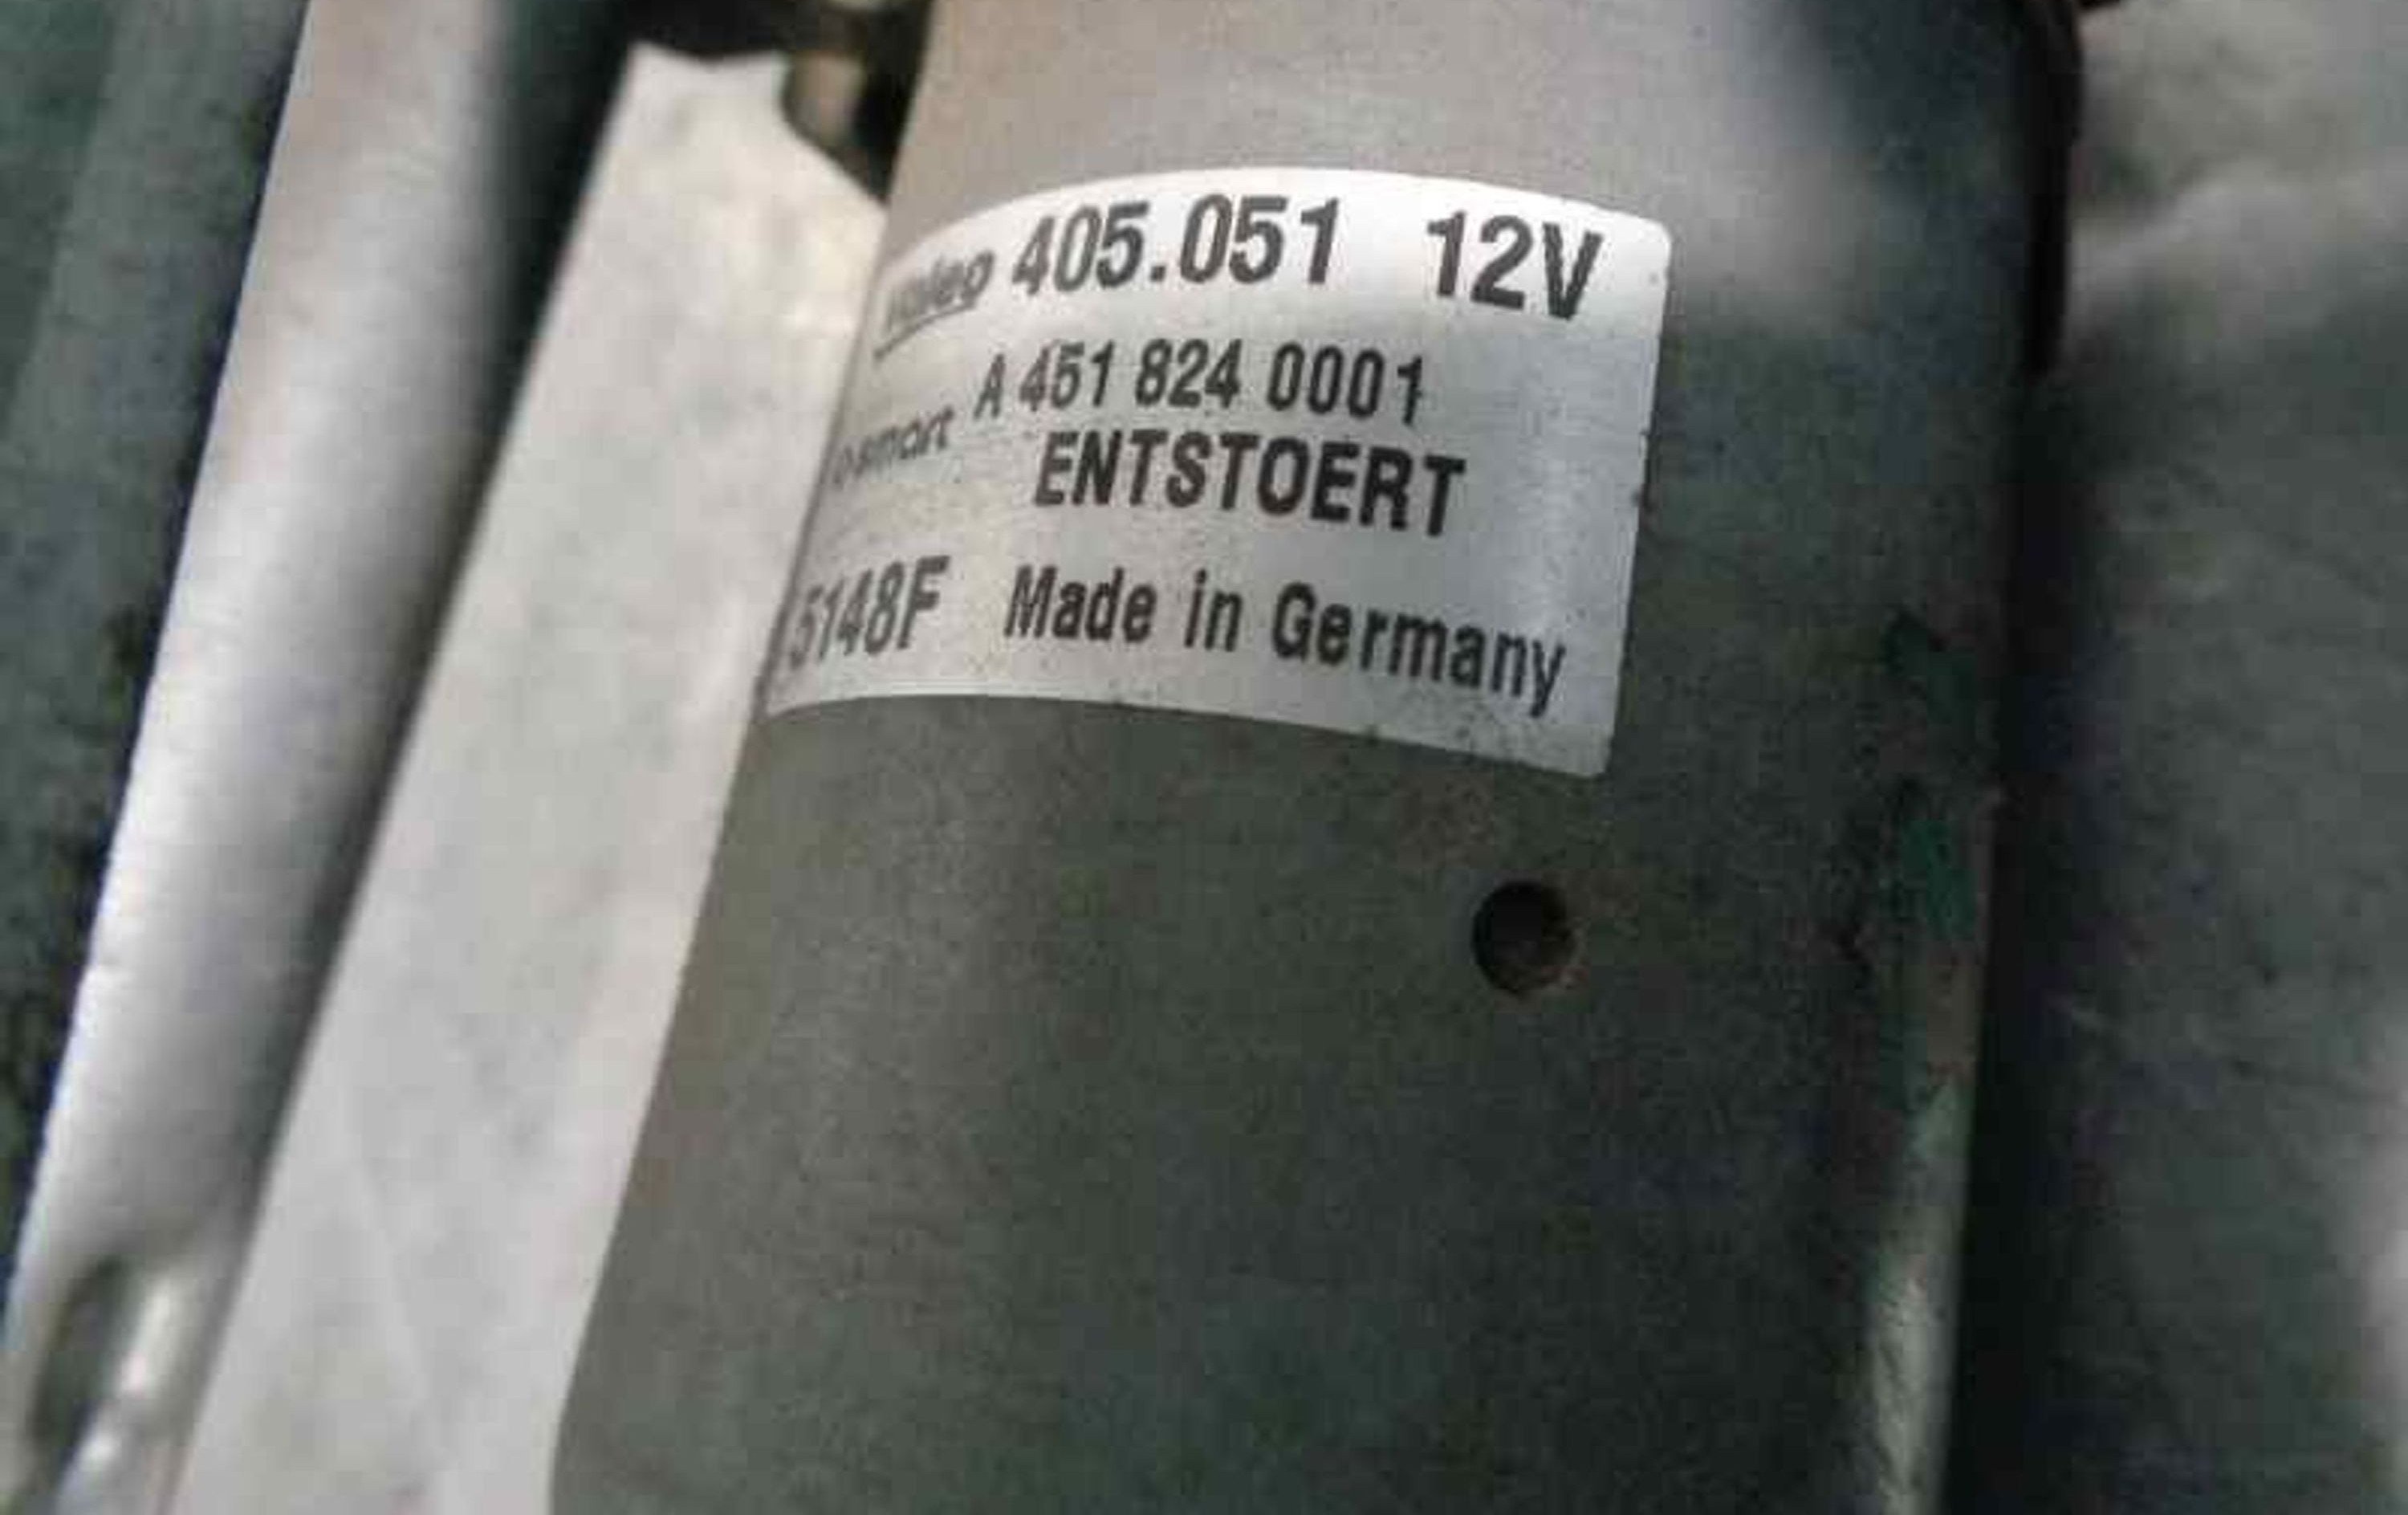 Valeo 405.051 12V
A 451 824 0001
smart
ENTSTOERT
5148F Made in Germany